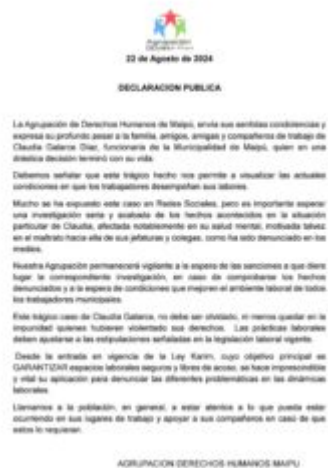 Agrupación
22 de Agosto de 2024
DECLARACION PUBLICA
La Agrupación de Derechos Humanos de Maipú, envía sus sentidas condolencias y
expresa su profundo pesar a la familia, amigos, amigas y compañeros de trabajo de
Claudia Galarce Díaz, funcionaria de la Municipalidad de Maipú, quien en una
drástica decisión terminó con su vida.
Debemos señalar que este trágico hecho nos permite a visualizar las actuales
condiciones en que los trabajadores desempeñan sus labores.
Mucho se ha expuesto este caso en Redes Sociales, pero es importante esperar
una investigación seria y acabada de los hechos acontecidos en la situación
particular de Claudia, afectada notablemente en su salud mental, motivada talvez
en el maltrato hacia ella de sus jefaturas y colegas, como ha sido denunciado en los
medios.
Nuestra Agrupación permanecerá vigilante a la espera de las sanciones a que diera
lugar la correspondiente investigación, en caso de comprobarse los hechos
denunciados y a la espera de condiciones que mejoren el ambiente laboral de todos
los trabajadores municipales.
Este trágico caso de Claudia Galarce, no debe ser olvidado, ni menos quedar en la
impunidad quienes hubieren violentado sus derechos. Las prácticas laborales
deben ajustarse a las estipulaciones señaladas en la legislación laboral vigente.
Desde la entrada en vigencia de la Ley Karim, cuyo objetivo principal es
GARANTIZAR espacios laborales seguros y libres de acoso, se hace imprescindible
y vital su aplicación para denunciar las diferentes problemáticas en las dinámicas
laborales.
Llamamos a la población, en general, a estar atentos a lo que pueda estar
ocurriendo en sus lugares de trabajo y apoyar a sus compañeros en caso de que
estos lo requieran.
AGRUPACION DERECHOS HUMANOS MAIPU